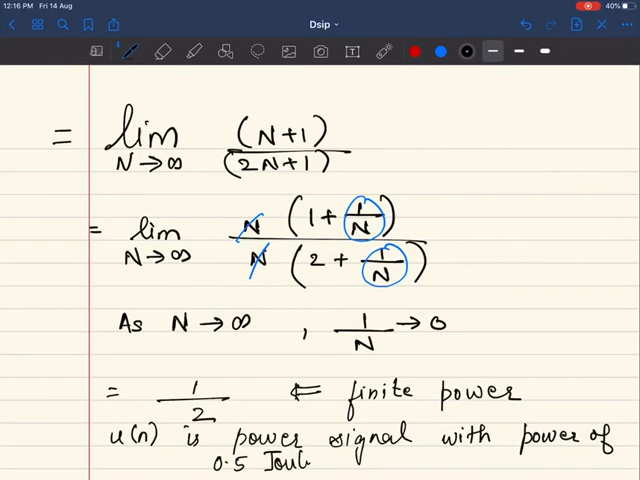 12:16 PM Fri 14 Aug 40%
Dsip
= lim N→∞ (N+1)/(2N+1)
= lim N→∞ N (1 + 1/N) / N (2 + 1/N)
As N→∞ , 1/N → 0
= 1/2 ⇐ finite power
u(n) is power signal with power of
0.5 Joul